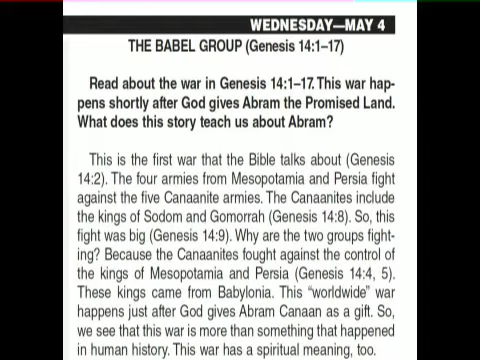 WEDNESDAY—MAY 4
THE BABEL GROUP (Genesis 14:1–17)
Read about the war in Genesis 14:1–17. This war hap-
pens shortly after God gives Abram the Promised Land.
What does this story teach us about Abram?
This is the first war that the Bible talks about (Genesis
14:2). The four armies from Mesopotamia and Persia fight
against the five Canaanite armies. The Canaanites include
the kings of Sodom and Gomorrah (Genesis 14:8). So, this
fight was big (Genesis 14:9). Why are the two groups fight-
ing? Because the Canaanites fought against the control of
the kings of Mesopotamia and Persia (Genesis 14:4, 5).
These kings came from Babylonia. This “worldwide” war
happens just after God gives Abram Canaan as a gift. So,
we see that this war is more than something that happened
in human history. This war has a spiritual meaning, too.